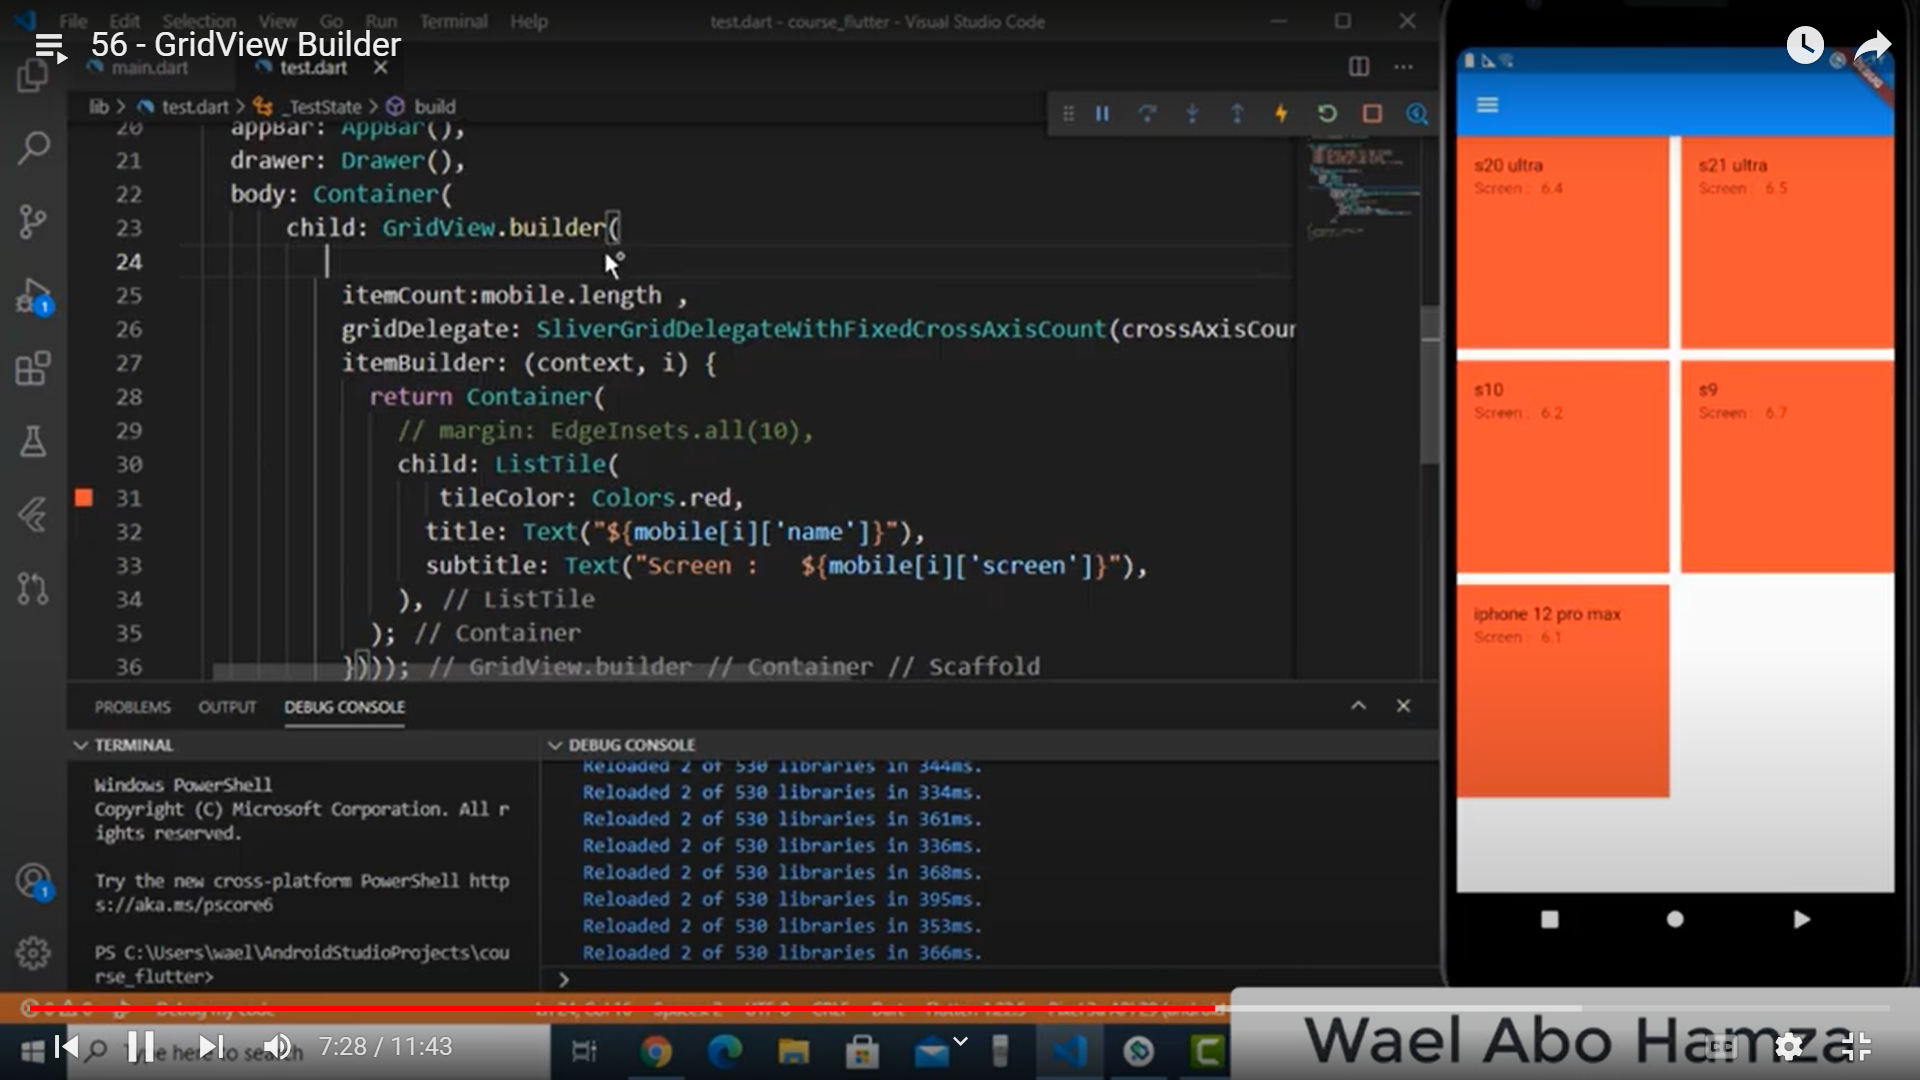 File Edit Selection View Go Run Terminal Help
test.dart - course_flutter - Visual Studio Code
56 - GridView Builder
main.dart
test.dart
lib > test.dart > _TestState > build
20 appBar: AppBar(),
21 drawer: Drawer(),
22 body: Container(
23 child: GridView.builder(
24
25 itemCount:mobile.length ,
26 gridDelegate: SliverGridDelegateWithFixedCrossAxisCount(crossAxisCour
27 itemBuilder: (context, i) {
28 return Container(
29 // margin: EdgeInsets.all(10),
30 child: ListTile(
31 tileColor: Colors.red,
32 title: Text("${mobile[i]['name']}"),
33 subtitle: Text("Screen :   ${mobile[i]['screen']}"),
34 ), // ListTile
35 ); // Container
36 }))); // GridView.builder // Container // Scaffold
1
1
PROBLEMS OUTPUT DEBUG CONSOLE
TERMINAL
Windows PowerShell
Copyright (C) Microsoft Corporation. All r
ights reserved.
Try the new cross-platform PowerShell http
s://aka.ms/pscore6
PS C:\Users\wael\AndroidStudioProjects\cou
rse_flutter>
DEBUG CONSOLE
Reloaded 2 of 530 libraries in 344ms.
Reloaded 2 of 530 libraries in 334ms.
Reloaded 2 of 530 libraries in 361ms.
Reloaded 2 of 530 libraries in 336ms.
Reloaded 2 of 530 libraries in 368ms.
Reloaded 2 of 530 libraries in 395ms.
Reloaded 2 of 530 libraries in 353ms.
Reloaded 2 of 530 libraries in 366ms.
>
DEBUG
s20 ultra
Screen : 6.4
s21 ultra
Screen : 6.5
s10
Screen : 6.2
s9
Screen : 6.7
iphone 12 pro max
Screen : 6.1
Type here to search
7:28 / 11:43
Wael Abo Hamza